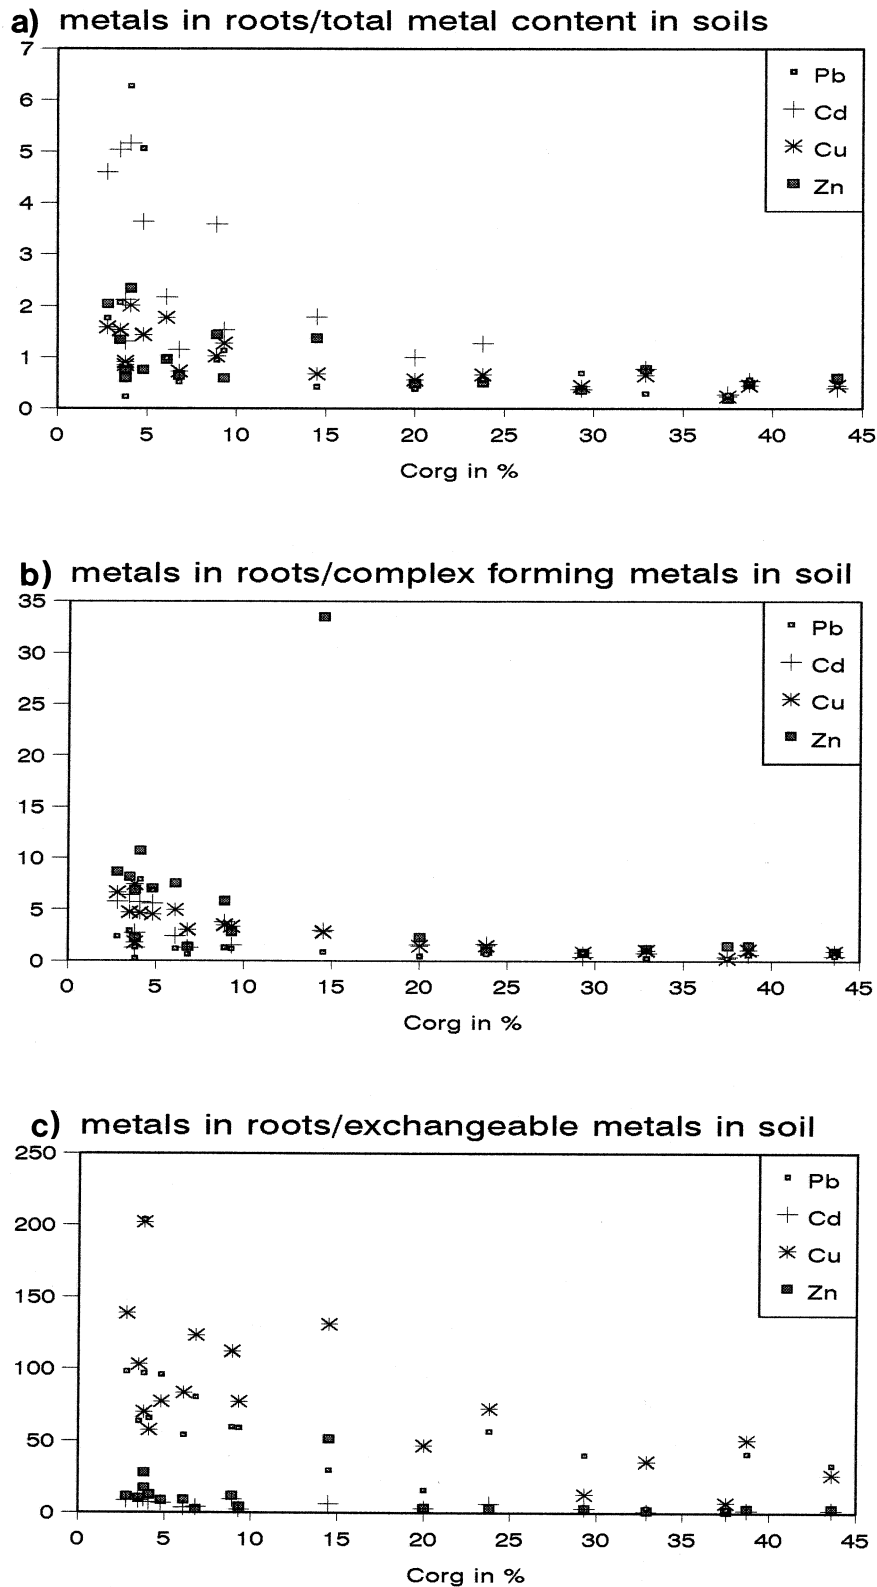 a) metals in roots/total metal content in soils
7
6
5
4
3
2
1
0
Pb
Cd
Cu
Zn
0 5 10 15 20 25 30 35 40 45
Corg in %
b) metals in roots/complex forming metals in soil
35
30
25
20
15
10
5
0
Pb
Cd
Cu
Zn
0 5 10 15 20 25 30 35 40 45
Corg in %
c) metals in roots/exchangeable metals in soil
250
200
150
100
50
0
Pb
Cd
Cu
Zn
0 5 10 15 20 25 30 35 40 45
Corg in %